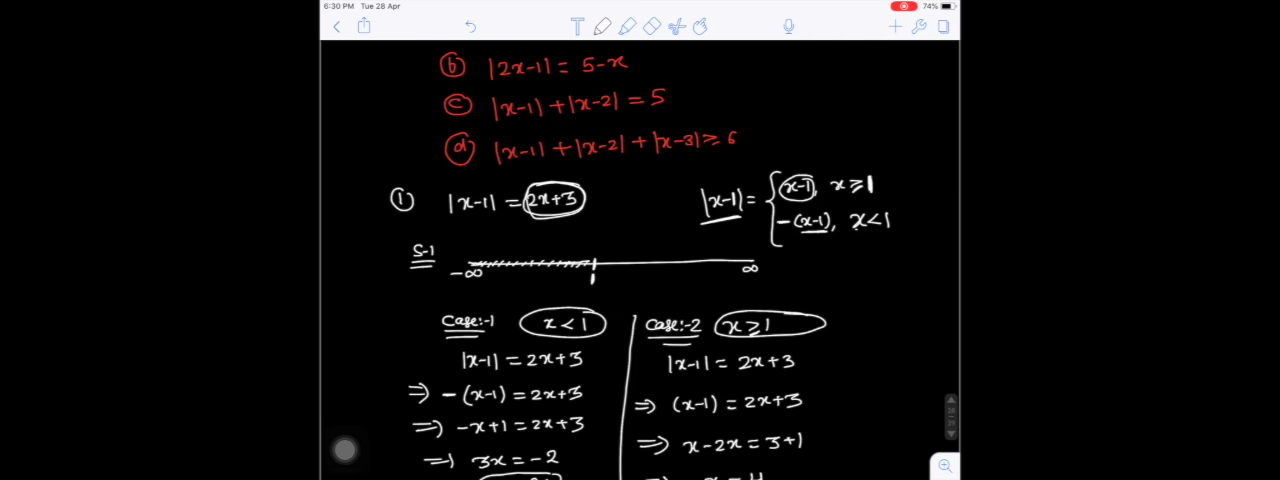 6:30 PM Tue 28 Apr
74%
ⓑ |2x-1| = 5-x
ⓒ |x-1| + |x-2| = 5
ⓓ |x-1| + |x-2| + |x-3| ≥ 6
① |x-1| = 2x+3
|x-1| = { x-1, x ≥ 1
-(x-1), x < 1
S-1
-∞ 1 ∞
Case:-1 x < 1
|x-1| = 2x+3
⇒ -(x-1) = 2x+3
⇒ -x+1 = 2x+3
⇒ 3x = -2
Case:-2 x ≥ 1
|x-1| = 2x+3
⇒ (x-1) = 2x+3
⇒ x-2x = 3+1